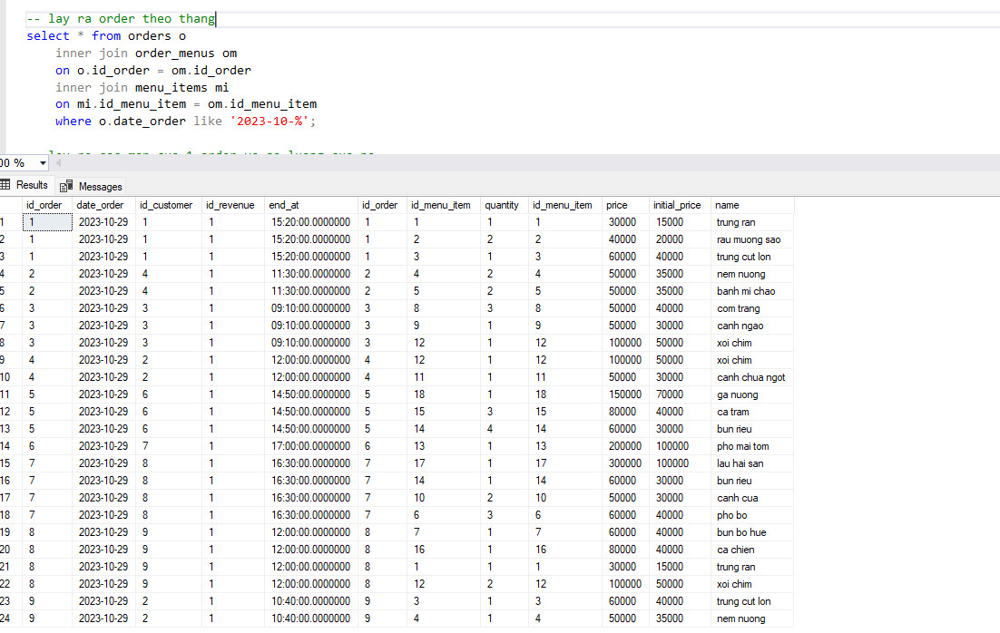 -- lay ra order theo thang
select * from orders o
inner join order_menus om
on o.id_order = om.id_order
inner join menu_items mi
on mi.id_menu_item = om.id_menu_item
where o.date_order like '2023-10-%';
00 %
Results Messages
id_order date_order id_customer id_revenue end_at id_order id_menu_item quantity id_menu_item price initial_price name
1 1 2023-10-29 1 1 15:20:00.0000000 1 1 1 1 30000 15000 trung ran
2 1 2023-10-29 1 1 15:20:00.0000000 1 2 2 2 40000 20000 rau muong sao
3 1 2023-10-29 1 1 15:20:00.0000000 1 3 1 3 60000 40000 trung cut lon
4 2 2023-10-29 4 1 11:30:00.0000000 2 4 2 4 50000 35000 nem nuong
5 2 2023-10-29 4 1 11:30:00.0000000 2 5 2 5 50000 35000 banh mi chao
6 3 2023-10-29 3 1 09:10:00.0000000 3 8 3 8 50000 40000 com trang
7 3 2023-10-29 3 1 09:10:00.0000000 3 9 1 9 50000 30000 canh ngao
8 3 2023-10-29 3 1 09:10:00.0000000 3 12 1 12 100000 50000 xoi chim
9 4 2023-10-29 2 1 12:00:00.0000000 4 12 1 12 100000 50000 xoi chim
10 4 2023-10-29 2 1 12:00:00.0000000 4 11 1 11 50000 30000 canh chua ngot
11 5 2023-10-29 6 1 14:50:00.0000000 5 18 1 18 150000 70000 ga nuong
12 5 2023-10-29 6 1 14:50:00.0000000 5 15 3 15 80000 40000 ca tram
13 5 2023-10-29 6 1 14:50:00.0000000 5 14 4 14 60000 30000 bun rieu
14 6 2023-10-29 7 1 17:00:00.0000000 6 13 1 13 200000 100000 pho mai tom
15 7 2023-10-29 8 1 16:30:00.0000000 7 17 1 17 300000 100000 lau hai san
16 7 2023-10-29 8 1 16:30:00.0000000 7 14 1 14 60000 30000 bun rieu
17 7 2023-10-29 8 1 16:30:00.0000000 7 10 2 10 50000 30000 canh cua
18 7 2023-10-29 8 1 16:30:00.0000000 7 6 3 6 60000 40000 pho bo
19 8 2023-10-29 9 1 12:00:00.0000000 8 7 1 7 60000 40000 bun bo hue
20 8 2023-10-29 9 1 12:00:00.0000000 8 16 1 16 80000 40000 ca chien
21 8 2023-10-29 9 1 12:00:00.0000000 8 1 1 1 30000 15000 trung ran
22 8 2023-10-29 9 1 12:00:00.0000000 8 12 2 12 100000 50000 xoi chim
23 9 2023-10-29 2 1 10:40:00.0000000 9 3 1 3 60000 40000 trung cut lon
24 9 2023-10-29 2 1 10:40:00.0000000 9 4 1 4 50000 35000 nem nuong